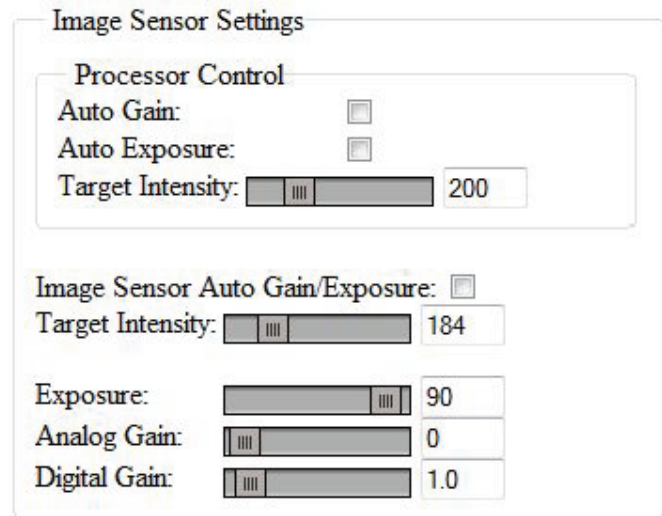 Image Sensor Settings
Processor Control
Auto Gain:
Auto Exposure:
Target Intensity: 200
Image Sensor Auto Gain/Exposure:
Target Intensity: 184
Exposure: 90
Analog Gain: 0
Digital Gain: 1.0